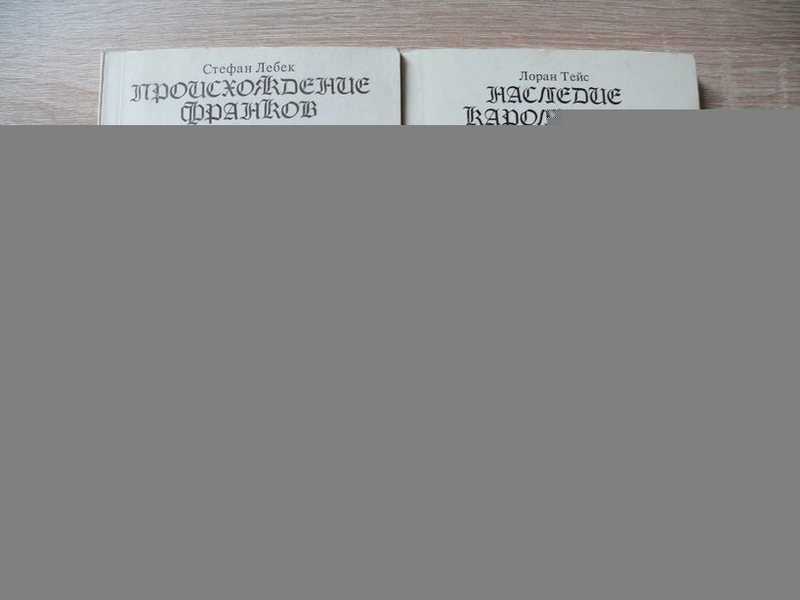 Стефан Лебек
ПРОИСХОЖДЕНИЕ
ФРАНКОВ
Лоран Тейс
НАСЛЕДИЕ